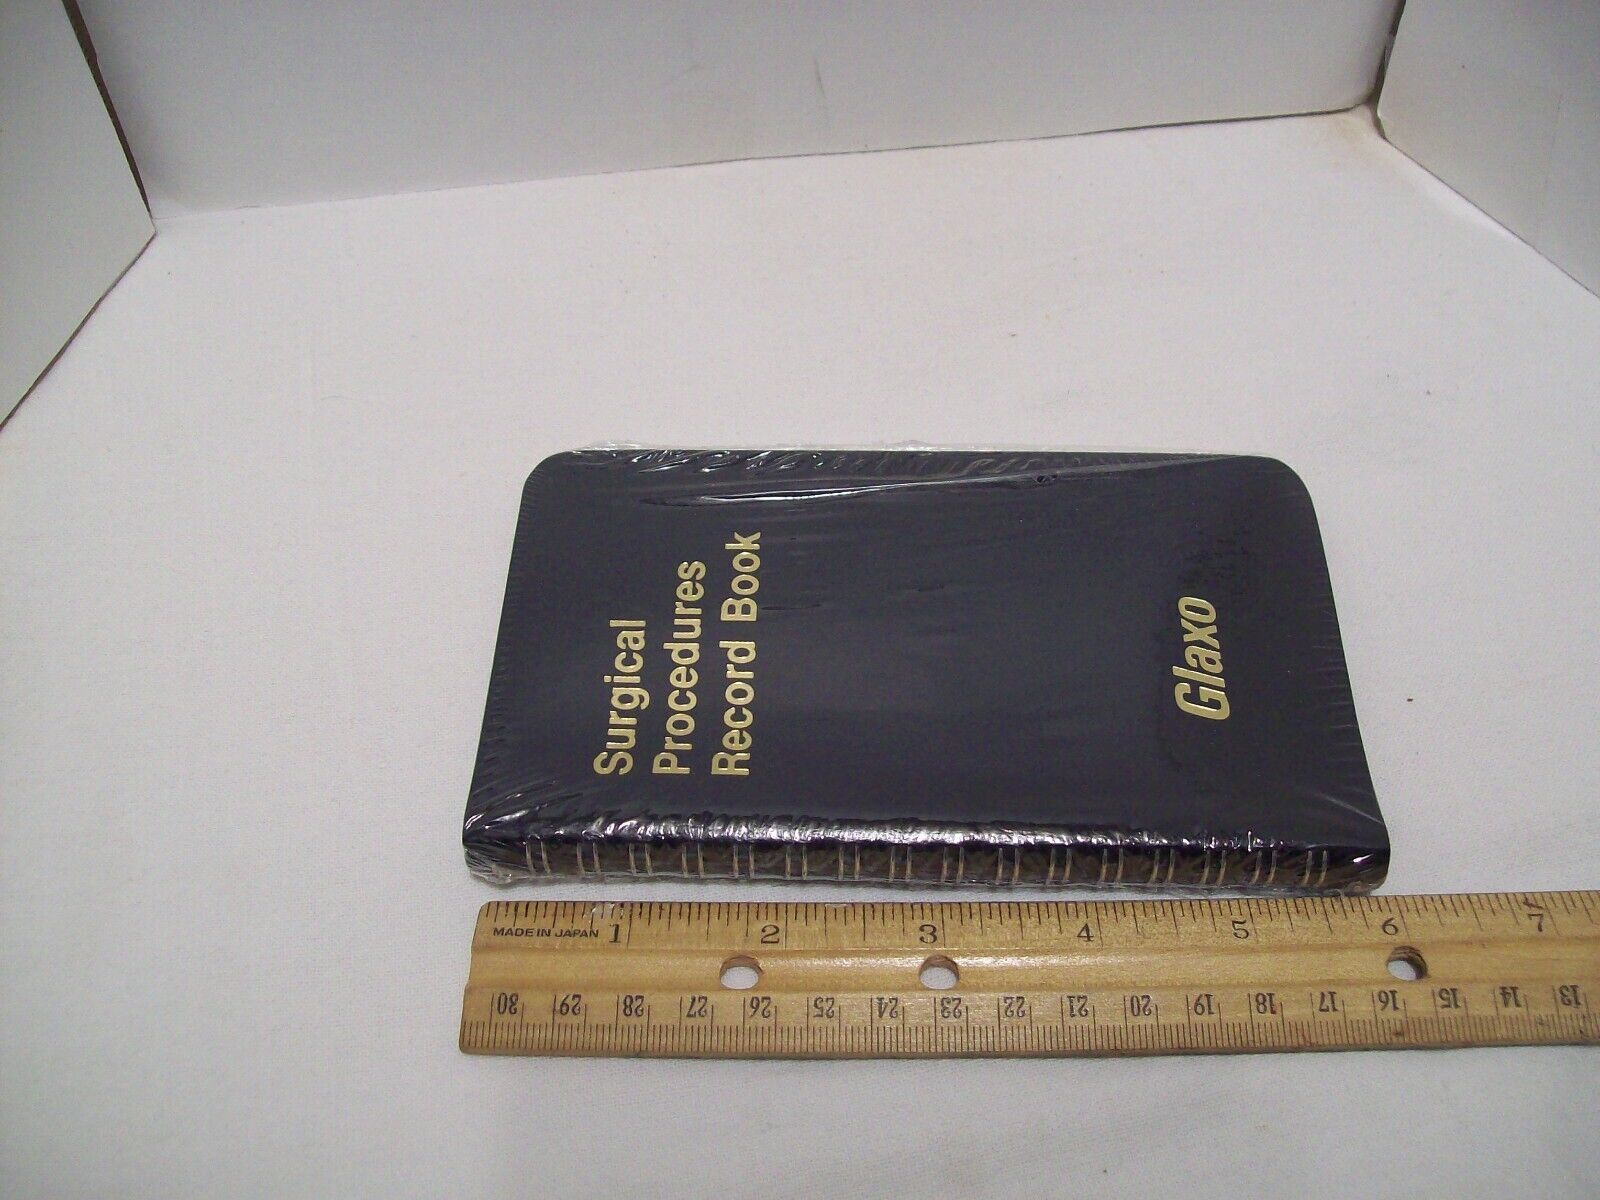 Surgical
Procedures
Record Book
Glaxo
MADE IN JAPAN 1 2 3 4 5 6 7
30 29 28 27 26 25 24 23 22 21 20 19 18 17 16 15 14 13